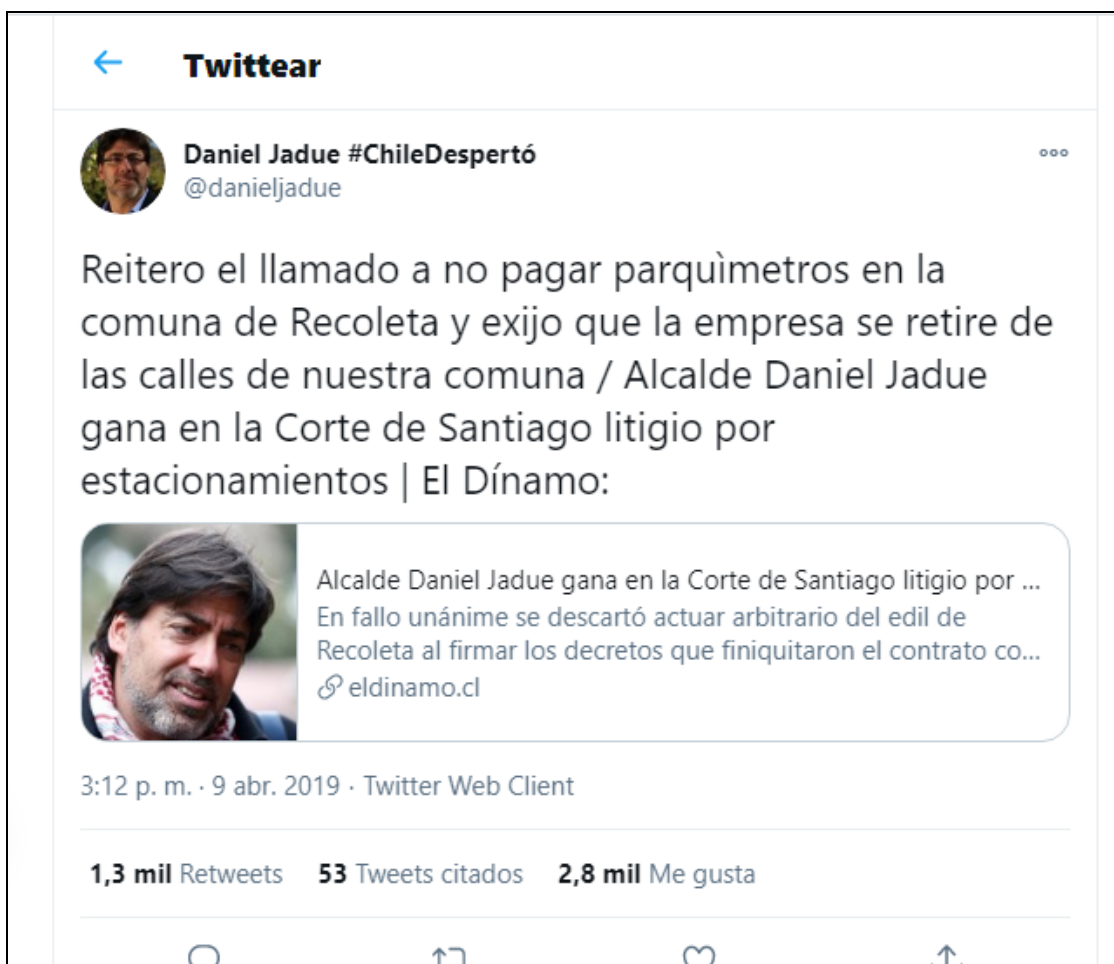 Twittear
Daniel Jadue #ChileDespertó
@danieljadue
Reitero el llamado a no pagar parquìmetros en la
comuna de Recoleta y exijo que la empresa se retire de
las calles de nuestra comuna / Alcalde Daniel Jadue
gana en la Corte de Santiago litigio por
estacionamientos | El Dínamo:
Alcalde Daniel Jadue gana en la Corte de Santiago litigio por ...
En fallo unánime se descartó actuar arbitrario del edil de
Recoleta al firmar los decretos que finiquitaron el contrato co...
eldinamo.cl
3:12 p. m. · 9 abr. 2019 · Twitter Web Client
1,3 mil Retweets 53 Tweets citados 2,8 mil Me gusta